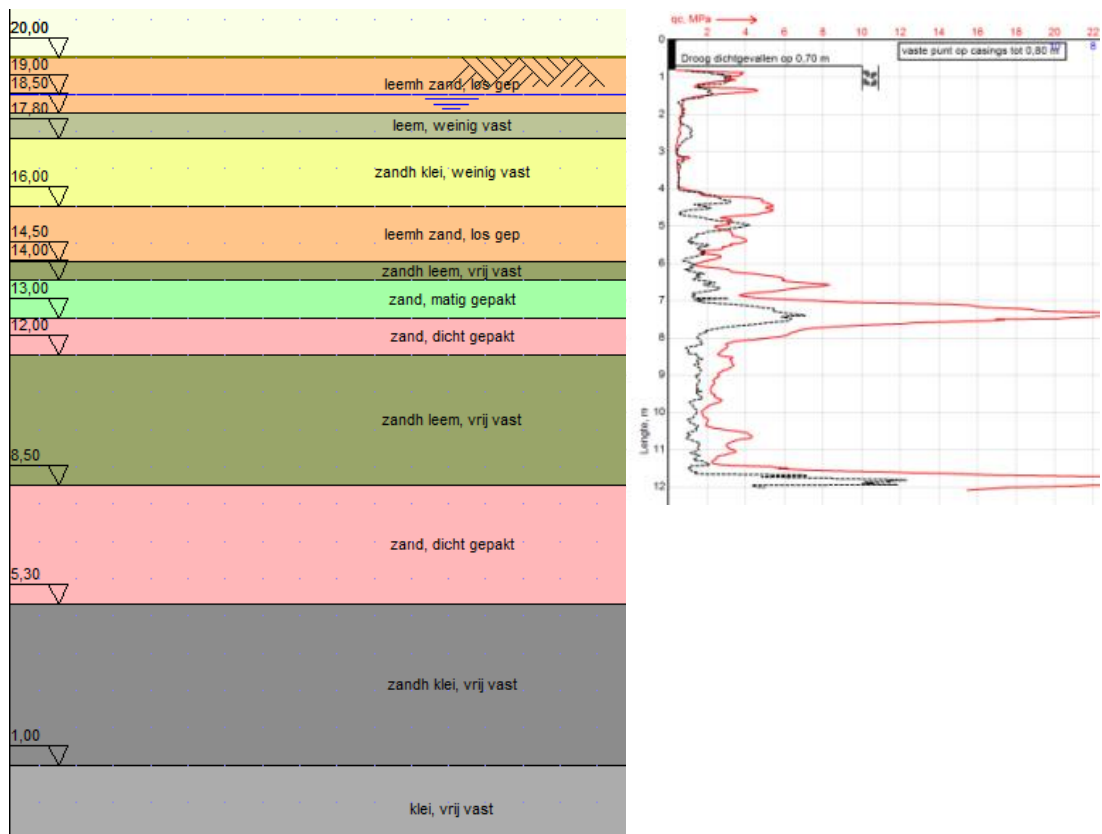 20,00
19,00
18,50
leemh zand, los gep
17,80
leem, weinig vast
zandh klei, weinig vast
16,00
leemh zand, los gep
14,50
14,00
zandh leem, vrij vast
13,00
zand, matig gepakt
12,00
zand, dicht gepakt
zandh leem, vrij vast
8,50
zand, dicht gepakt
5,30
zandh klei, vrij vast
1,00
klei, vrij vast
qc, MPa
2 4 6 8 10 12 14 16 18 20 22
10 8
0
vaste punt op casings tot 0,80 m
Droog dichtgevallen op 0,70 m
1
2
3
4
5
6
7
8
9
10
11
12
Lengte, m